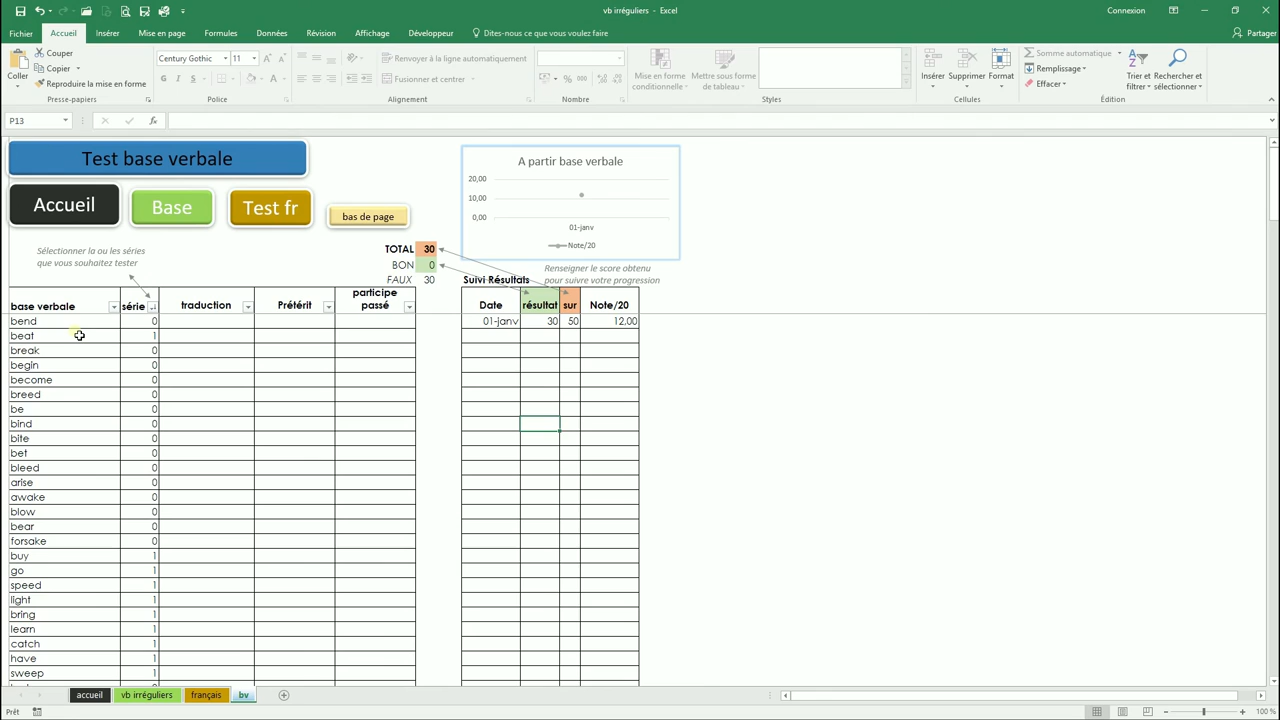 vb irréguliers - Excel
Connexion
Fichier Accueil Insérer Mise en page Formules Données Révision Affichage Développeur Dites-nous ce que vous voulez faire Partager
Coller
Couper
Copier
Reproduire la mise en forme
Presse-papiers
Century Gothic 11
G I S
Police
Renvoyer à la ligne automatiquement
Fusionner et centrer
Alignement
% 000
Nombre
Mise en forme conditionnelle
Mettre sous forme de tableau
Styles
Insérer Supprimer Format
Cellules
Somme automatique
Remplissage
Effacer
Trier et filtrer
Rechercher et sélectionner
Édition
P13
fx
Test base verbale
Accueil Base Test fr bas de page
A partir base verbale
20,00
10,00
0,00
01-janv
Note/20
Sélectionner la ou les séries
que vous souhaitez tester
TOTAL 30
BON 0
FAUX 30
Renseigner le score obtenu
pour suivre votre progression
Suivi Résultats
base verbale série traduction Prétérit participe passé
Date résultat sur Note/20
bend 0 01-janv 30 50 12,00
beat 1
break 0
begin 0
become 0
breed 0
be 0
bind 0
bite 0
bet 0
bleed 0
arise 0
awake 0
blow 0
bear 0
forsake 0
buy 1
go 1
speed 1
light 1
bring 1
learn 1
catch 1
have 1
sweep 1
accueil vb irréguliers français bv
Prêt
100 %